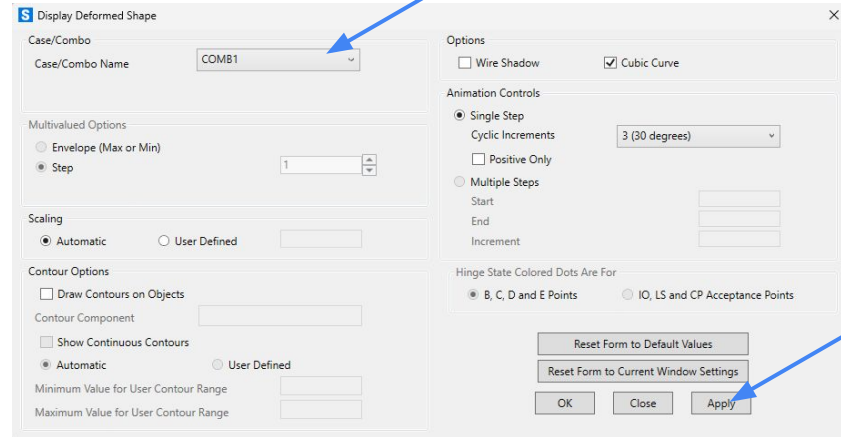 S Display Deformed Shape
Case/Combo
Case/Combo Name COMB1
Multivalued Options
Envelope (Max or Min)
Step 1
Scaling
Automatic User Defined
Contour Options
Draw Contours on Objects
Contour Component
Show Continuous Contours
Automatic User Defined
Minimum Value for User Contour Range
Maximum Value for User Contour Range
Options
Wire Shadow Cubic Curve
Animation Controls
Single Step
Cyclic Increments 3 (30 degrees)
Positive Only
Multiple Steps
Start
End
Increment
Hinge State Colored Dots Are For
B, C, D and E Points IO, LS and CP Acceptance Points
Reset Form to Default Values
Reset Form to Current Window Settings
OK Close Apply